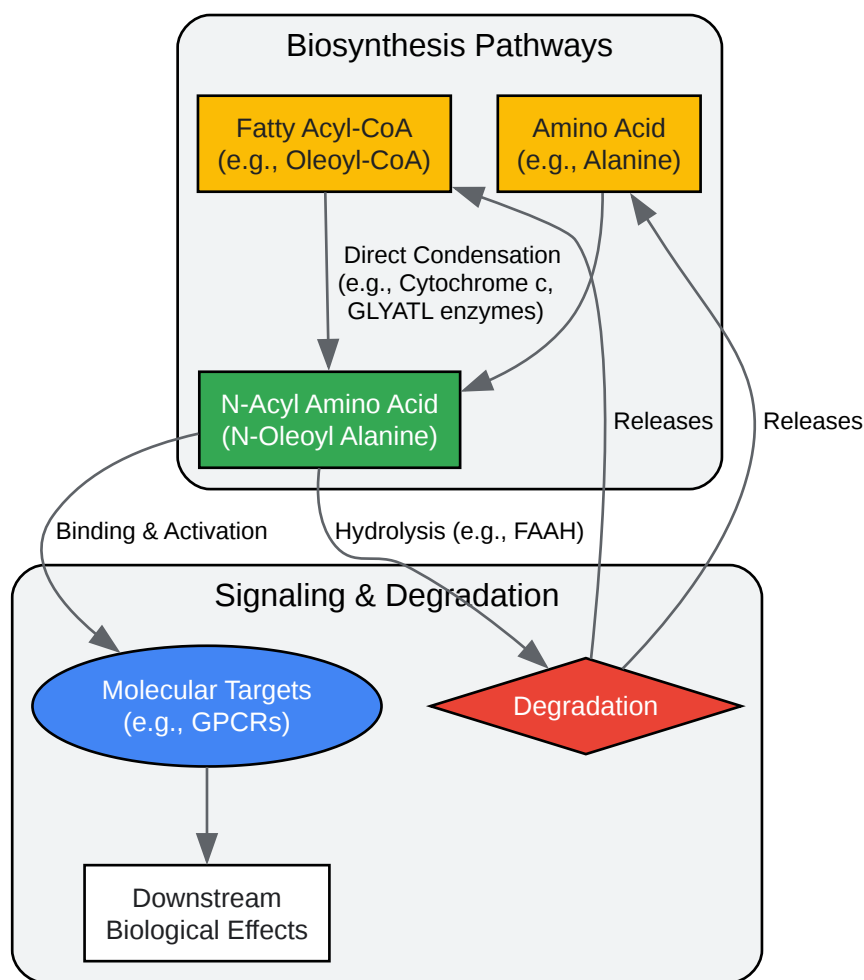 Biosynthesis Pathways
Fatty Acyl-CoA
(e.g., Oleoyl-CoA)
Amino Acid
(e.g., Alanine)
Direct Condensation
(e.g., Cytochrome c,
GLYATL enzymes)
N-Acyl Amino Acid
(N-Oleoyl Alanine)
Releases
Releases
Binding & Activation
Hydrolysis (e.g., FAAH)
Signaling & Degradation
Molecular Targets
(e.g., GPCRs)
Degradation
Downstream
Biological Effects